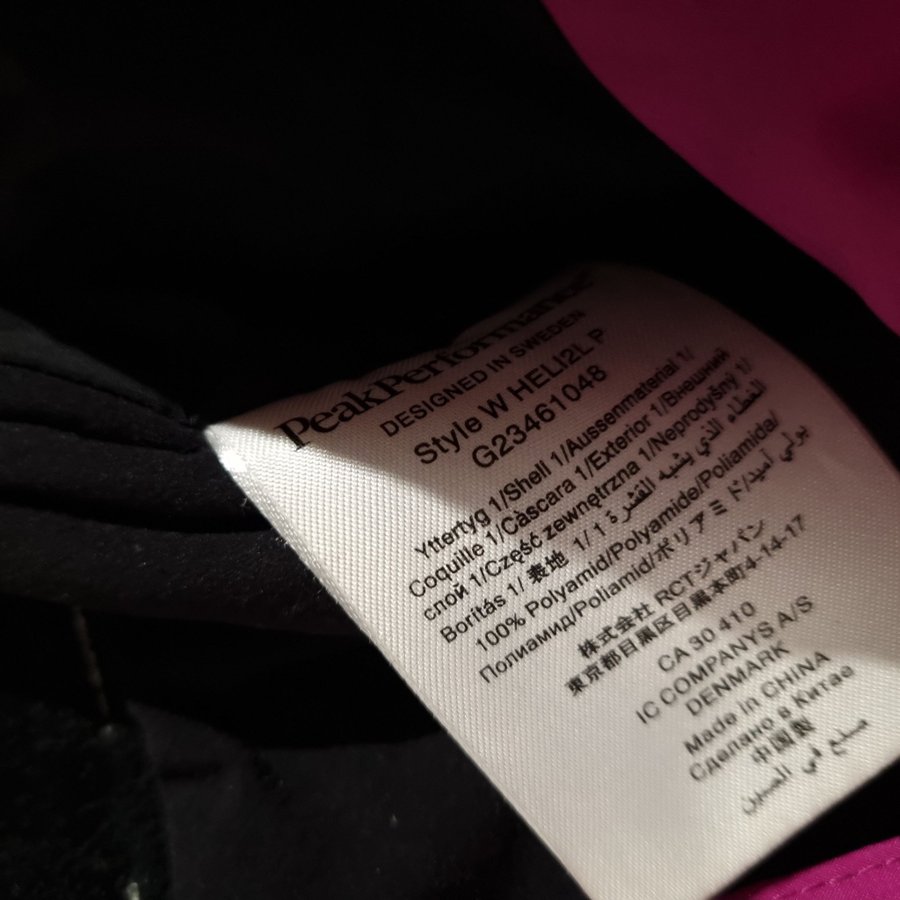 PeakPerformance
DESIGNED IN SWEDEN
Style W HELI2L P
G23461048
Yttertyg 1/Shell 1/Aussenmaterial 1/
Coquille 1/Càscara 1/Exterior 1/Внешний
слой 1/Część zewnętrzna 1/Neprodyšný 1/
Borítás 1/ 表地 1/1 الغطاء الذي يشبه القشرة
100% Polyamid/Polyamide/Poliamida/
Полиамид/Poliamid/ポリアミド/بولي أميد
株式会社 RCTジャパン
東京都目黒区目黒本町4-14-17
CA 30 410
IC COMPANYS A/S
DENMARK
Made in CHINA
Сделано в Китае
中国製
صنع في الصين